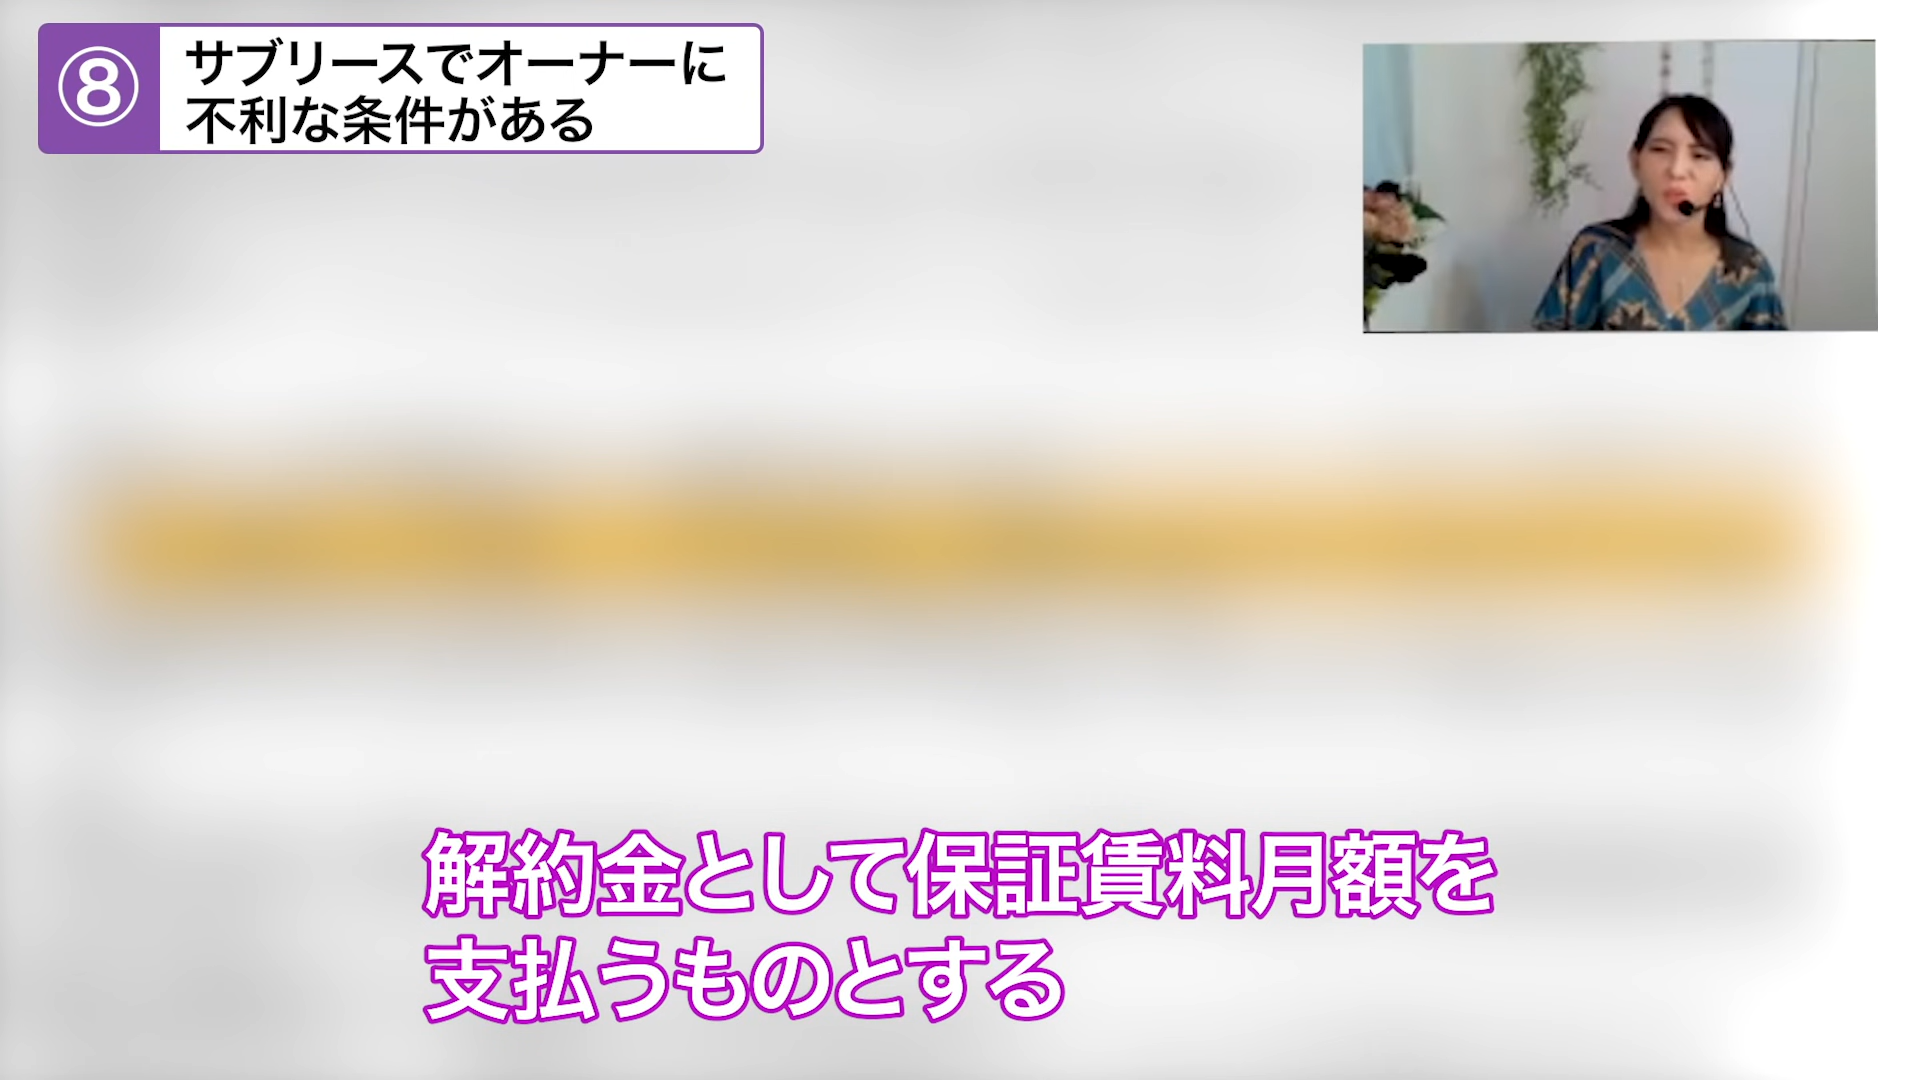 ⑧
サブリースでオーナーに
不利な条件がある
解約金として保証賃料月額を
支払うものとする